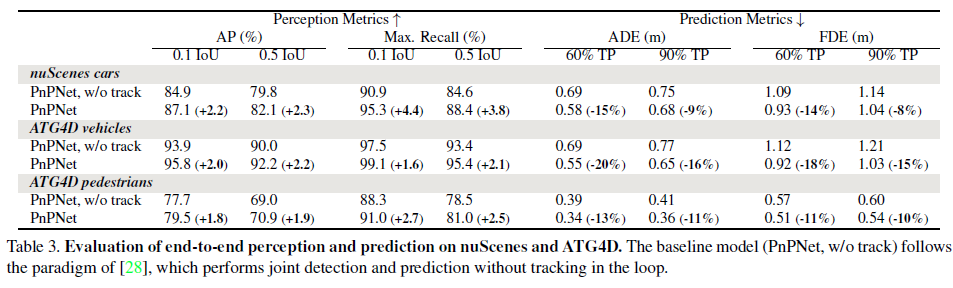 Perception Metrics ↑ Prediction Metrics ↓
AP (%) Max. Recall (%) ADE (m) FDE (m)
0.1 IoU 0.5 IoU 0.1 IoU 0.5 IoU 60% TP 90% TP 60% TP 90% TP
nuScenes cars
PnPNet, w/o track 84.9 79.8 90.9 84.6 0.69 0.75 1.09 1.14
PnPNet 87.1 (+2.2) 82.1 (+2.3) 95.3 (+4.4) 88.4 (+3.8) 0.58 (-15%) 0.68 (-9%) 0.93 (-14%) 1.04 (-8%)
ATG4D vehicles
PnPNet, w/o track 93.9 90.0 97.5 93.4 0.69 0.77 1.12 1.21
PnPNet 95.8 (+2.0) 92.2 (+2.2) 99.1 (+1.6) 95.4 (+2.1) 0.55 (-20%) 0.65 (-16%) 0.92 (-18%) 1.03 (-15%)
ATG4D pedestrians
PnPNet, w/o track 77.7 69.0 88.3 78.5 0.39 0.41 0.57 0.60
PnPNet 79.5 (+1.8) 70.9 (+1.9) 91.0 (+2.7) 81.0 (+2.5) 0.34 (-13%) 0.36 (-11%) 0.51 (-11%) 0.54 (-10%)
Table 3. Evaluation of end-to-end perception and prediction on nuScenes and ATG4D. The baseline model (PnPNet, w/o track) follows
the paradigm of [28], which performs joint detection and prediction without tracking in the loop.